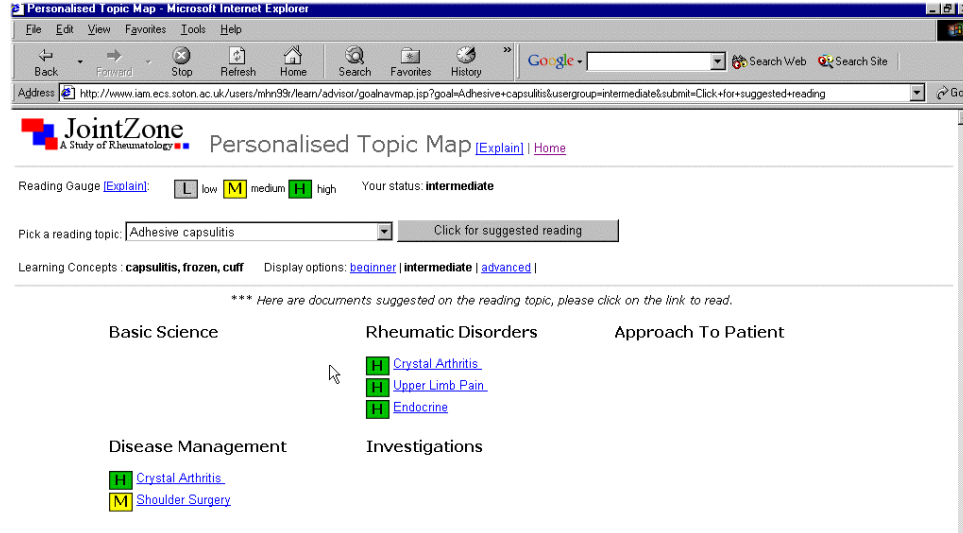 Personalised Topic Map - Microsoft Internet Explorer
File Edit View Favorites Tools Help
Back Forward Stop Refresh Home Search Favorites History » Google Search Web Search Site
Address http://www.iam.ecs.soton.ac.uk/users/mhn99r/learn/advisor/goalnavmap.jsp?goal=Adhesive+capsulitis&usergroup=intermediate&submit=Click+for+suggested+reading
JointZone
A Study of Rheumatology
Personalised Topic Map [Explain] | Home
Reading Gauge [Explain]: L low M medium H high Your status: intermediate
Pick a reading topic: Adhesive capsulitis Click for suggested reading
Learning Concepts : capsulitis, frozen, cuff Display options: beginner | intermediate | advanced |
*** Here are documents suggested on the reading topic, please click on the link to read.
Basic Science Rheumatic Disorders Approach To Patient
H Crystal Arthritis
H Upper Limb Pain
H Endocrine
Disease Management Investigations
H Crystal Arthritis
M Shoulder Surgery